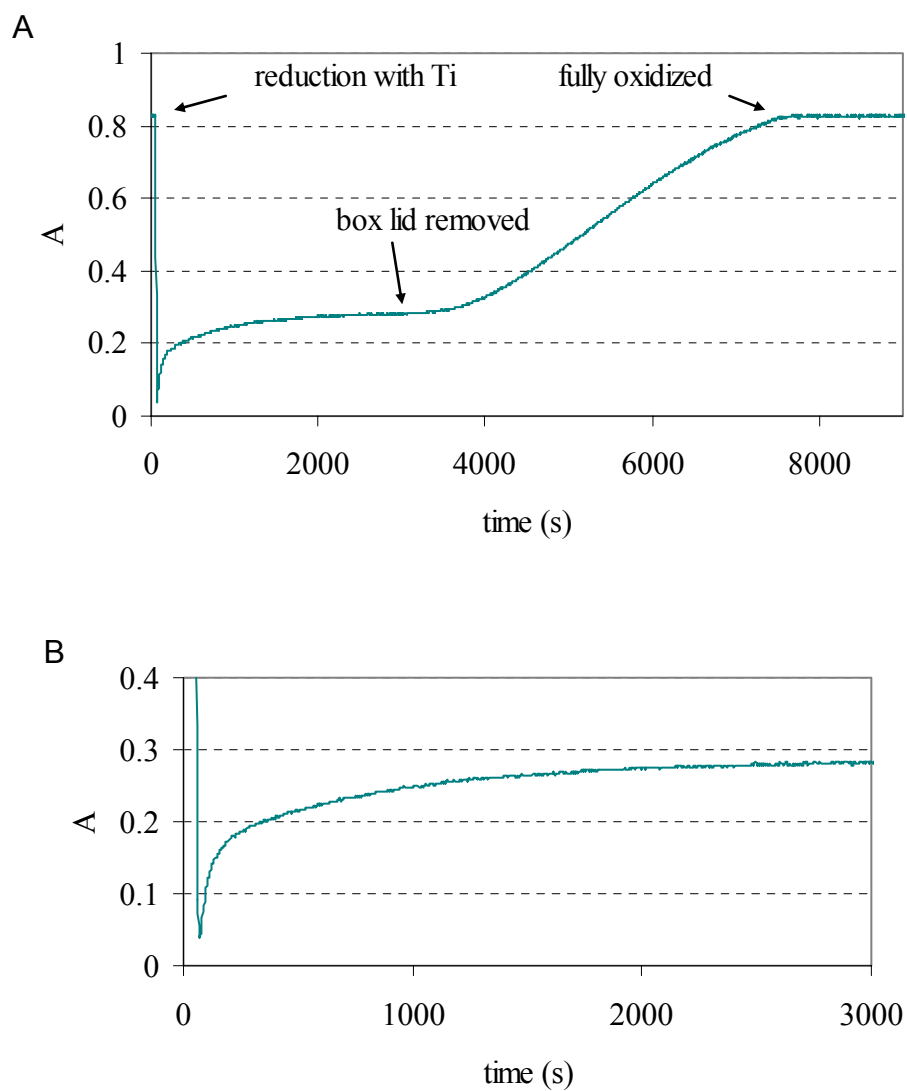 A
1
reduction with Ti fully oxidized
0.8
0.6
box lid removed
A
0.4
0.2
0
0 2000 4000 6000 8000
time (s)
B
0.4
0.3
A
0.2
0.1
0
0 1000 2000 3000
time (s)